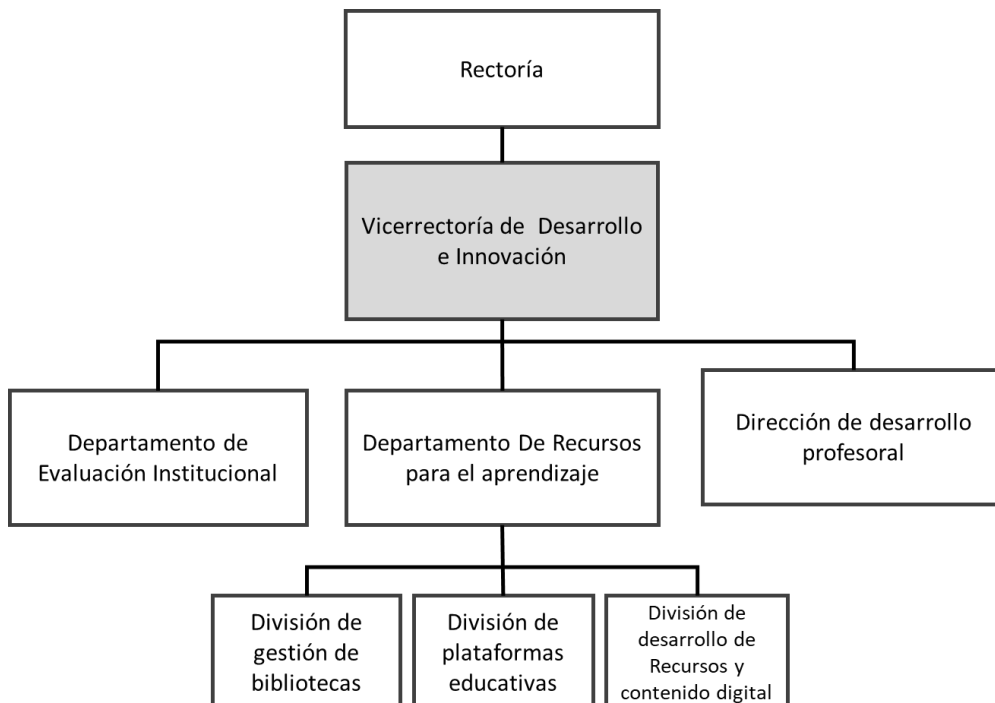 Rectoría
Vicerrectoría de Desarrollo
e Innovación
Departamento de
Evaluación Institucional
Departamento De Recursos
para el aprendizaje
Dirección de desarrollo
profesoral
División de
gestión de
bibliotecas
División de
plataformas
educativas
División de
desarrollo de
Recursos y
contenido digital